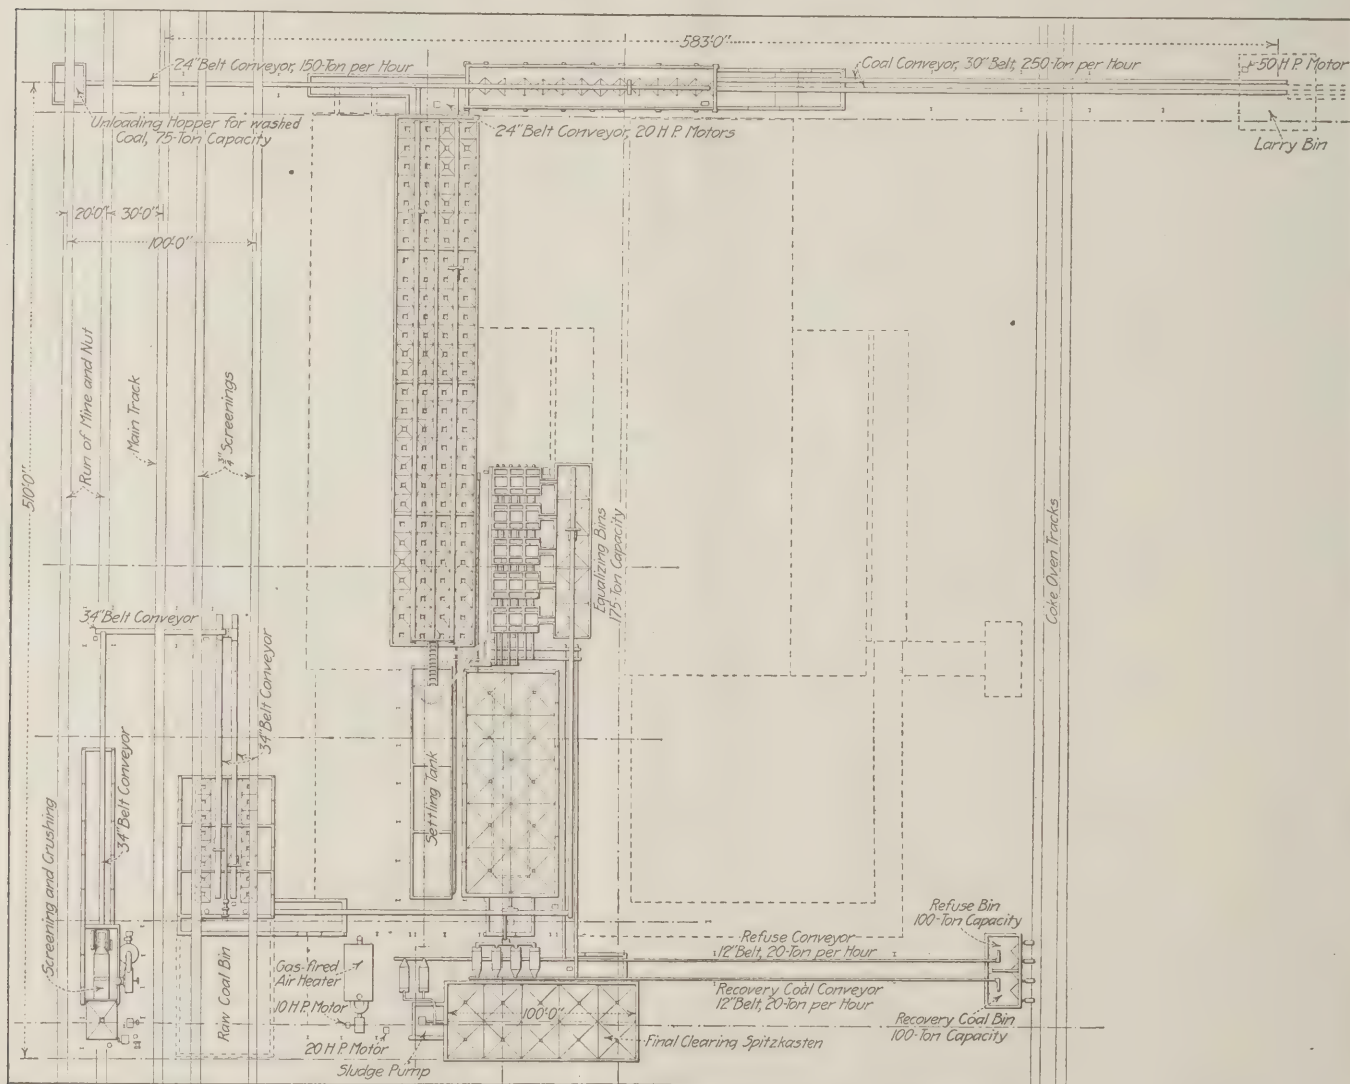 583'-0"
24" Belt Conveyor, 150-Ton per Hour
Coal Conveyor, 30" Belt, 250-Ton per Hour
50 H.P. Motor
Unloading Hopper for washed
Coal, 75-Ton Capacity
24" Belt Conveyor, 20 H.P. Motors
Larry Bin
20'-0"
30'-0"
100'-0"
510'-0"
Run of Mine and Nut
Main Track
3/4" Screenings
Equalizing Bins
175-Ton Capacity
Coke Oven Tracks
34" Belt Conveyor
34" Belt Conveyor
34" Belt Conveyor
Screening and Crushing
Settling Tank
Raw Coal Bin
Gas-fired
Air Heater
10 H.P. Motor
20 H.P. Motor
Sludge Pump
100'-0"
Final Clearing Spitzkasten
Refuse Conveyor
12" Belt, 20-Ton per Hour
Recovery Coal Conveyor
12" Belt, 20-Ton per Hour
Refuse Bin
100-Ton Capacity
Recovery Coal Bin
100-Ton Capacity